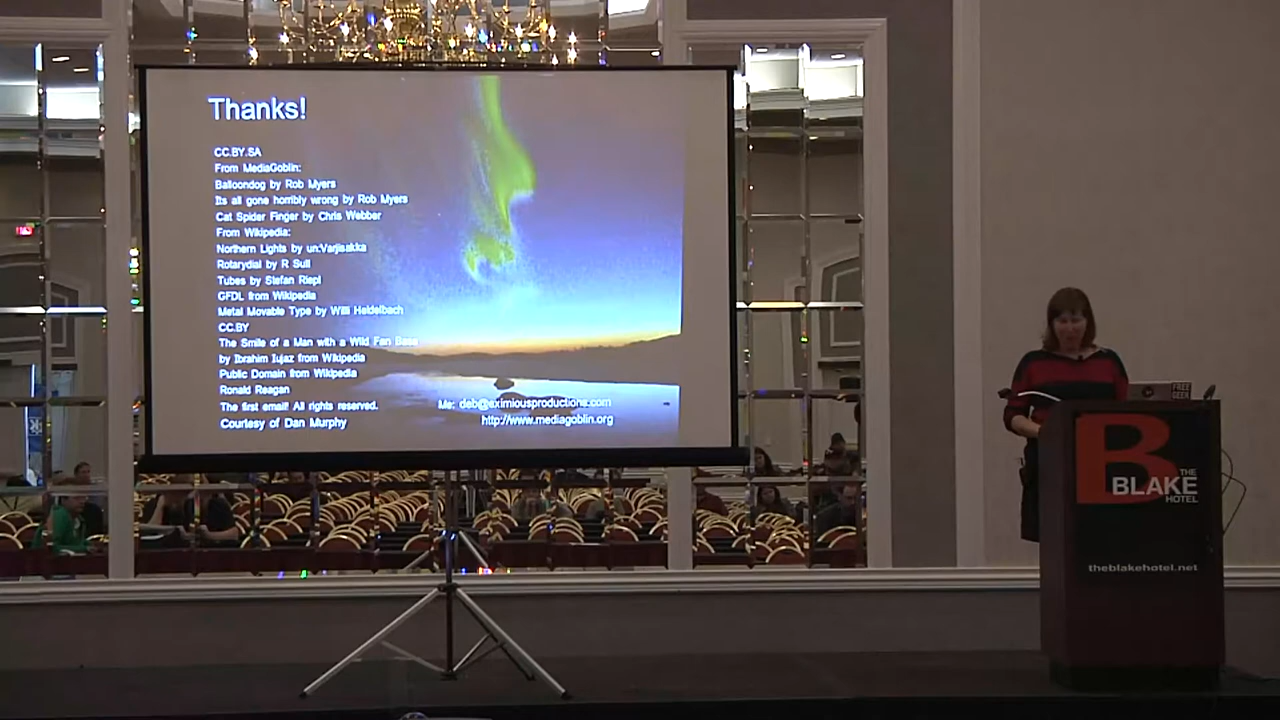 Thanks!
CC.BY.SA
From MediaGoblin:
Balloondog by Rob Myers
Its all gone horribly wrong by Rob Myers
Cat Spider Finger by Chris Webber
From Wikipedia:
Northern Lights by un:Varjisakka
Rotarydial by R Sull
Tubes by Stefan Riepl
GFDL from Wikipedia
Metal Movable Type by Willi Heidelbach
CC.BY
The Smile of a Man with a Wild Fan Base
by Ibrahim Iujaz from Wikipedia
Public Domain from Wikipedia
Ronald Reagan
The first email! All rights reserved.
Courtesy of Dan Murphy
Me: deb@eximiousproductions.com
http://www.mediagoblin.org
FREE
GEEK
B
THE
BLAKE
HOTEL
theblakehotel.net